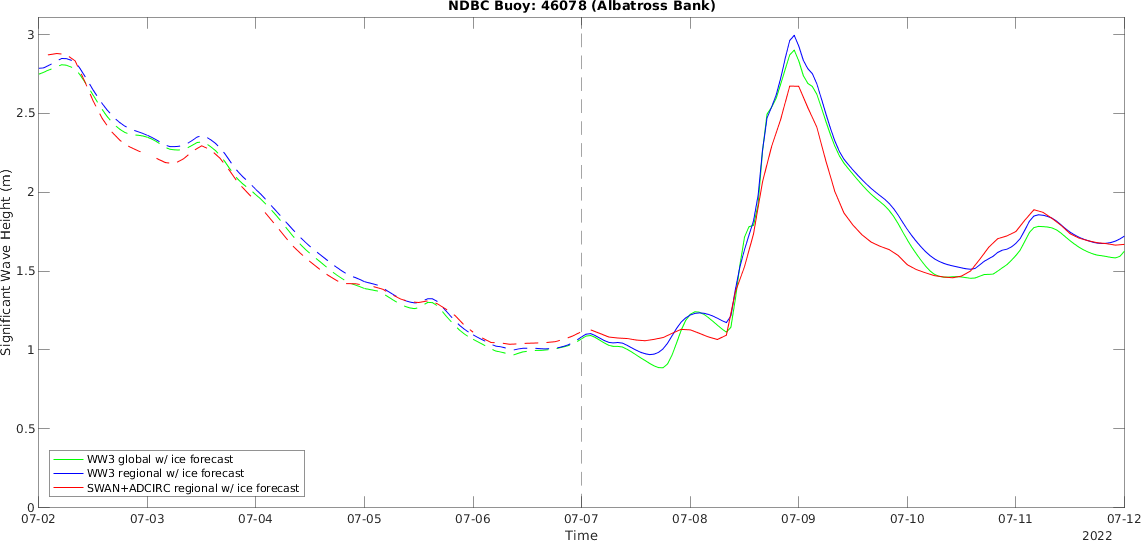 NDBC Buoy: 46078 (Albatross Bank)
Significant Wave Height (m)
3
2.5
2
1.5
1
0.5
0
WW3 global w/ ice forecast
WW3 regional w/ ice forecast
SWAN+ADCIRC regional w/ ice forecast
07-02 07-03 07-04 07-05 07-06 07-07 07-08 07-09 07-10 07-11 07-12
Time
2022